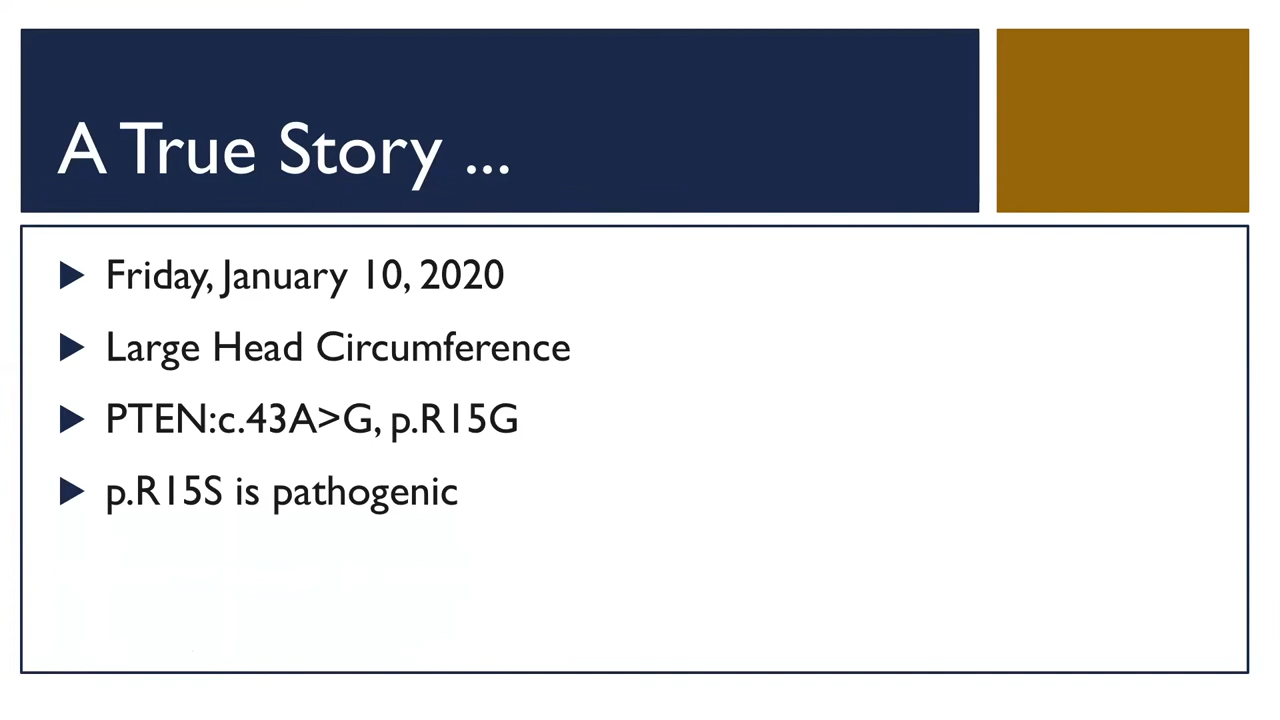 A True Story ...
Friday, January 10, 2020
Large Head Circumference
PTEN:c.43A>G, p.R15G
p.R15S is pathogenic